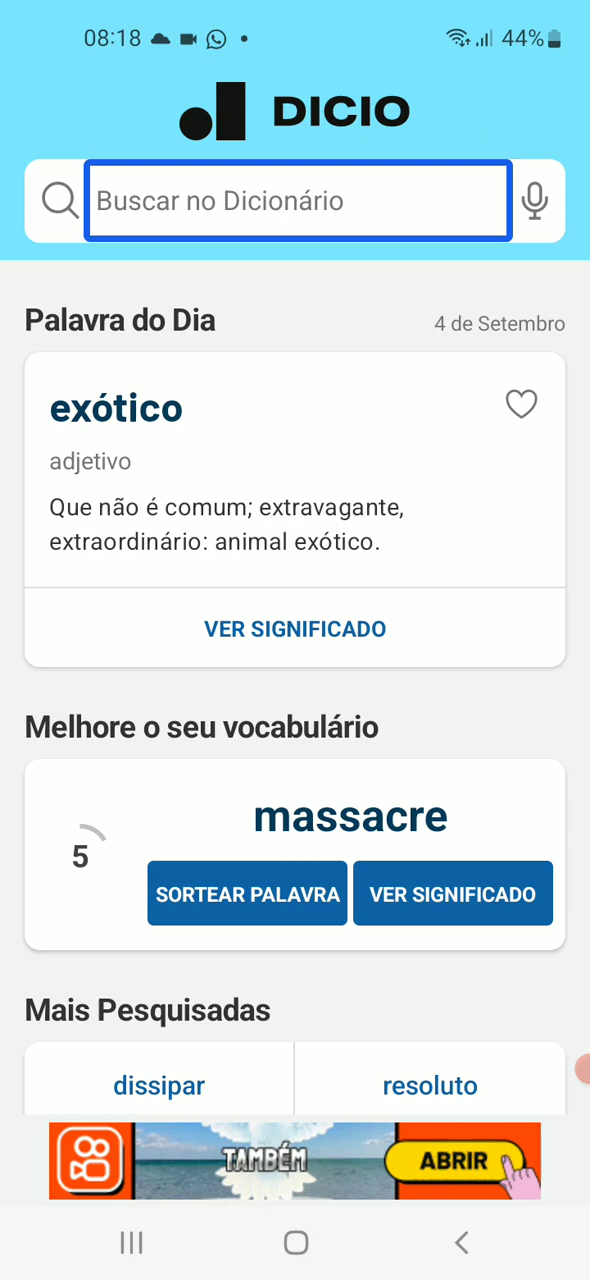 08:18
44%
DICIO
Buscar no Dicionário
Palavra do Dia
4 de Setembro
exótico
adjetivo
Que não é comum; extravagante,
extraordinário: animal exótico.
VER SIGNIFICADO
Melhore o seu vocabulário
massacre
5
SORTEAR PALAVRA
VER SIGNIFICADO
Mais Pesquisadas
dissipar
resoluto
TAMBÉM
ABRIR